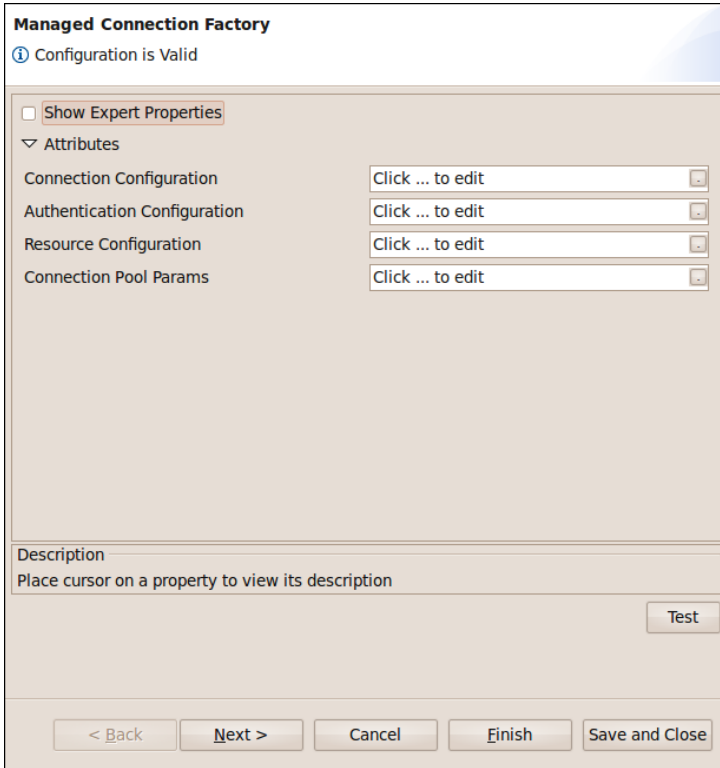 Managed Connection Factory
Configuration is Valid
Show Expert Properties
Attributes
Connection Configuration Click ... to edit .
Authentication Configuration Click ... to edit .
Resource Configuration Click ... to edit .
Connection Pool Params Click ... to edit .
Description
Place cursor on a property to view its description
Test
< Back Next > Cancel Finish Save and Close